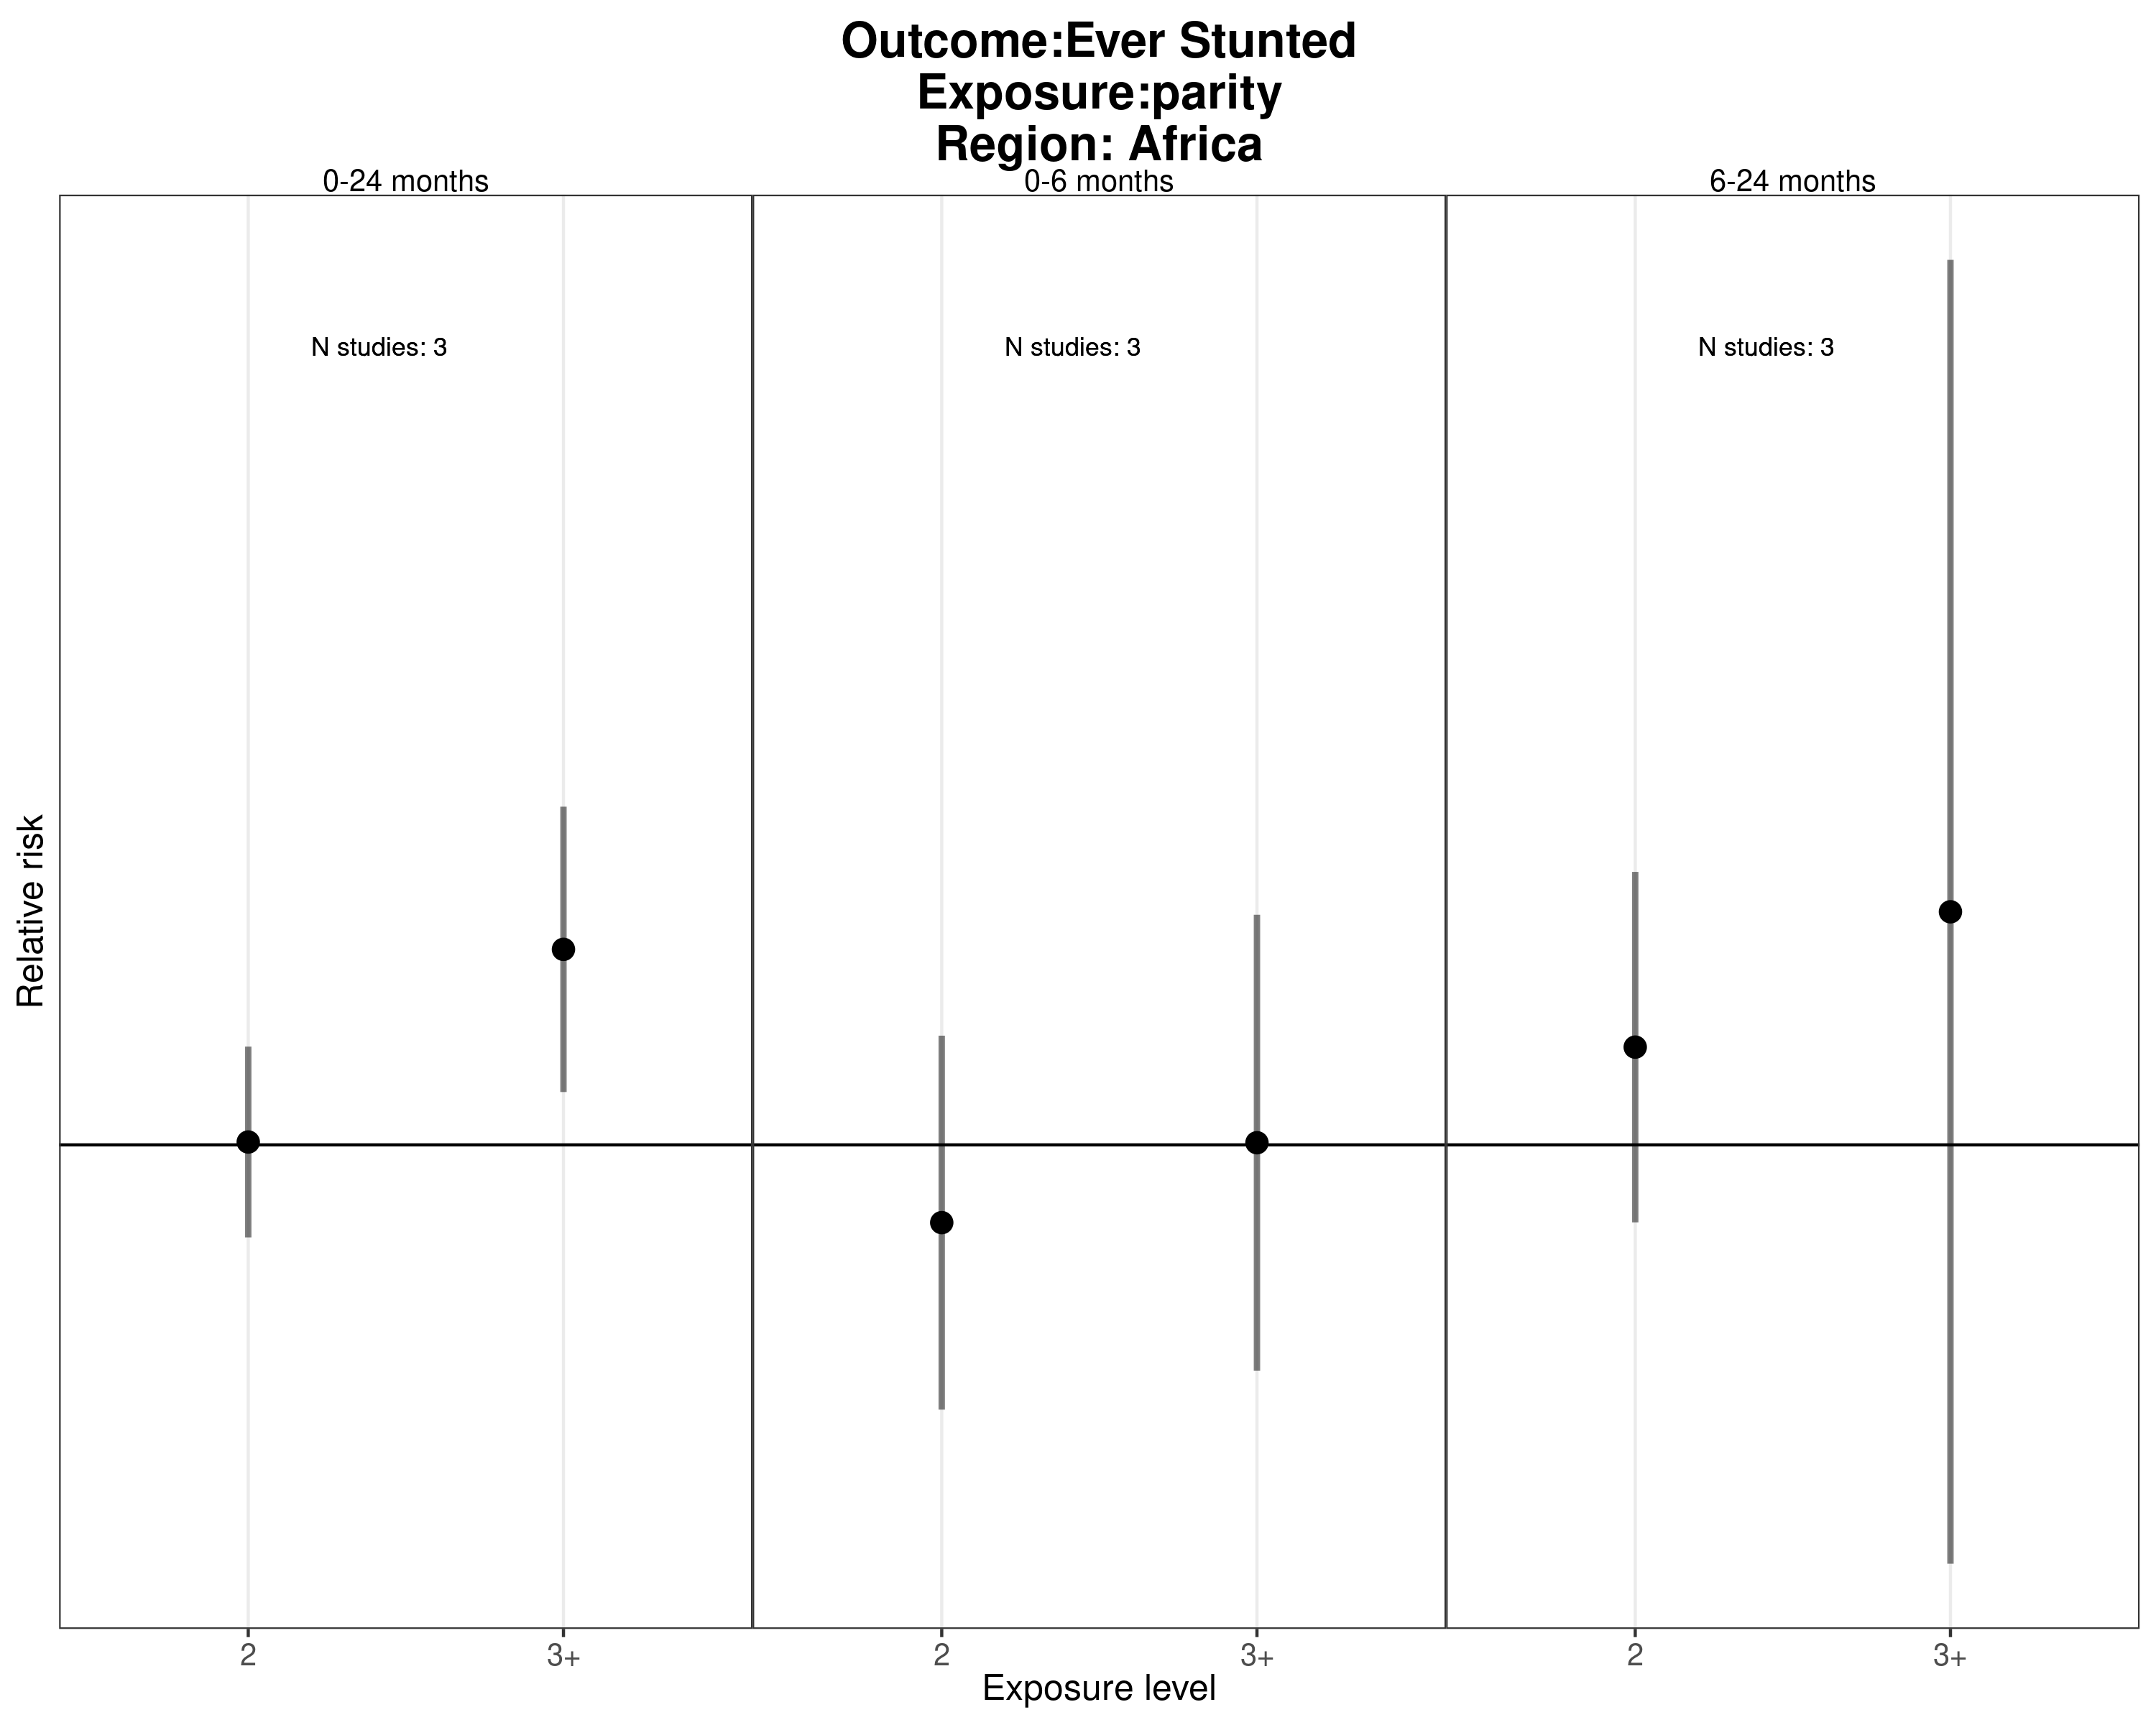 Outcome:Ever Stunted
Exposure:parity
Region: Africa
0-24 months
0-6 months
6-24 months
N studies: 3
N studies: 3
N studies: 3
Relative risk
2
3+
2
3+
2
3+
Exposure level